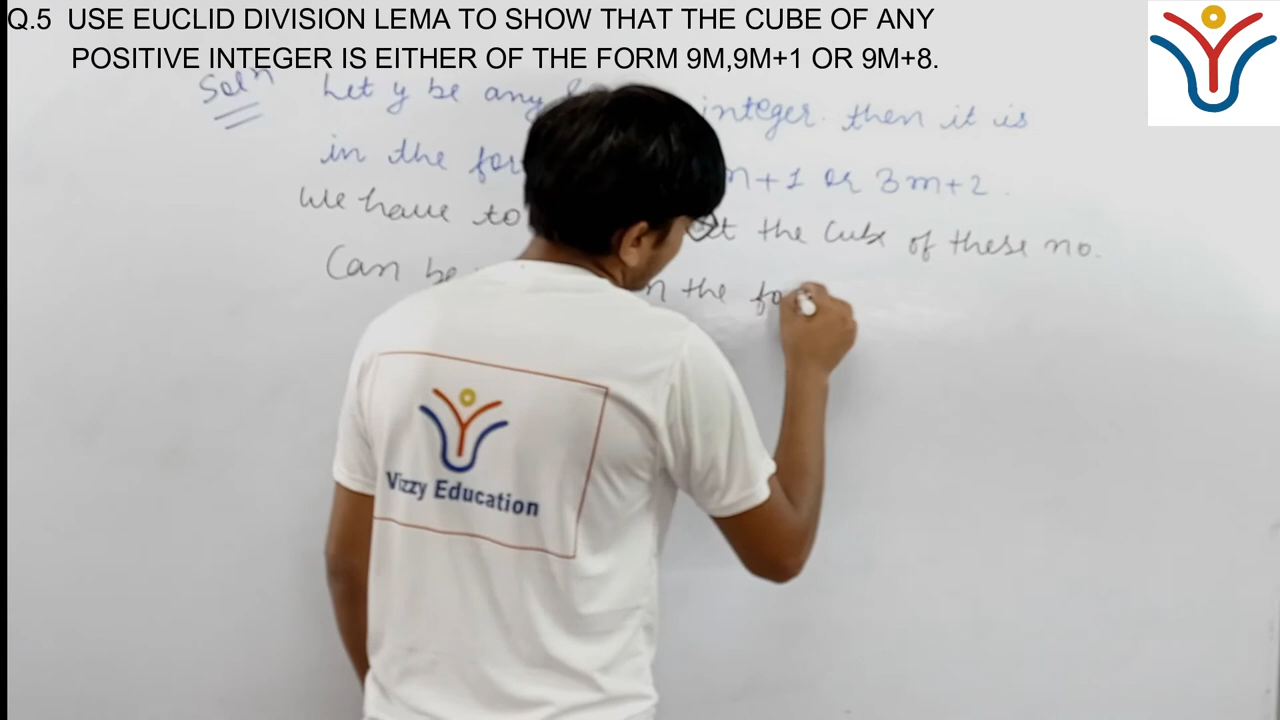 Q.5 USE EUCLID DIVISION LEMA TO SHOW THAT THE CUBE OF ANY
POSITIVE INTEGER IS EITHER OF THE FORM 9M,9M+1 OR 9M+8.
Soln Let y be any integer. then it is
in the +1 or 3m+2.
We have to the Cube of these no.
Can be the
Vizzy Education